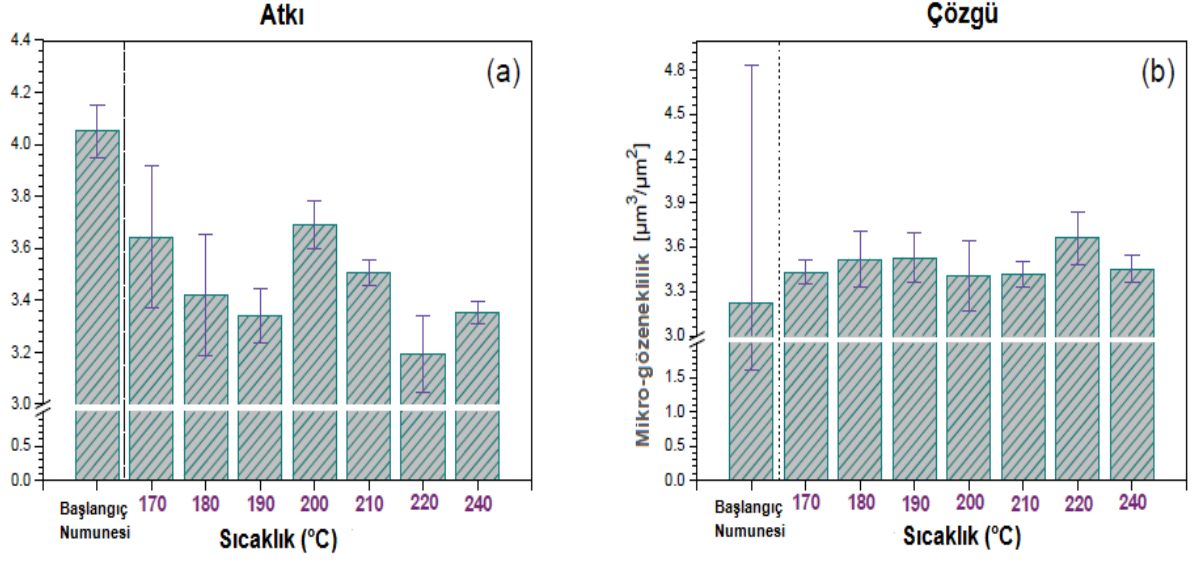 Atkı
(a)
4.4
4.2
4.0
3.8
3.6
3.4
3.2
3.0
0.5
0.0
Başlangıç
Numunesi
170 180 190 200 210 220 240
Sıcaklık (ºC)
Çözgü
(b)
Mikro-gözeneklilik [µm³/µm²]
4.8
4.5
4.2
3.9
3.6
3.3
3.0
1.5
1.0
0.5
0.0
Başlangıç
Numunesi
170 180 190 200 210 220 240
Sıcaklık (ºC)